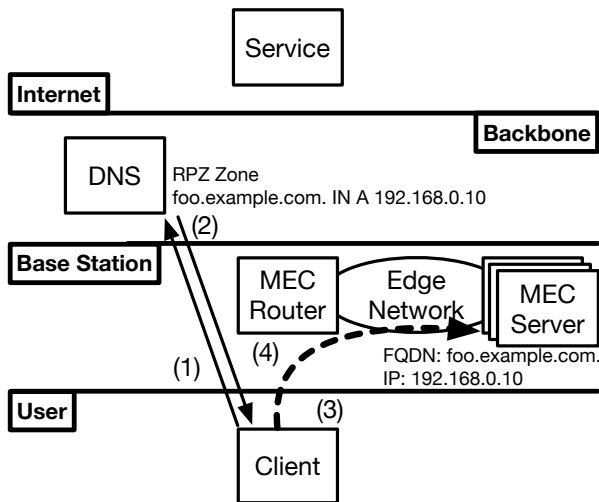 Service
Internet
Backbone
DNS
RPZ Zone
foo.example.com. IN A 192.168.0.10
(2)
Base Station
MEC
Router
Edge
Network
MEC
Server
(1)
(4)
FQDN: foo.example.com.
IP: 192.168.0.10
User
(3)
Client